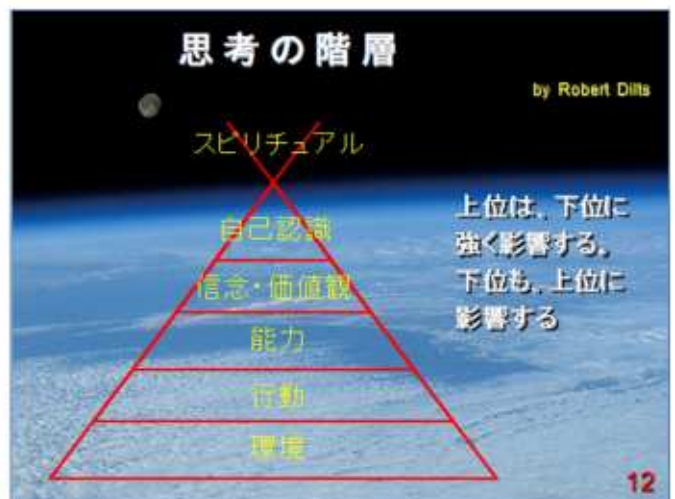 思考の階層
by Robert Dilts
スピリチュアル
自己認識
信念・価値観
能力
行動
環境
上位は、下位に
強く影響する。
下位も、上位に
影響する
12